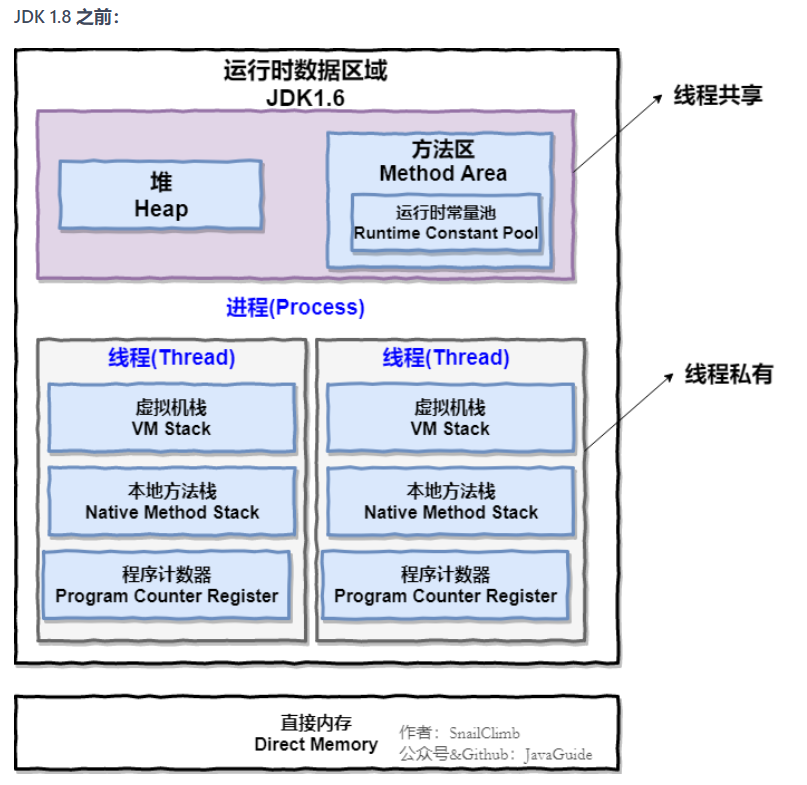 JDK 1.8 之前：
运行时数据区域
JDK1.6
线程共享
堆
Heap
方法区
Method Area
运行时常量池
Runtime Constant Pool
进程(Process)
线程(Thread)
虚拟机栈
VM Stack
本地方法栈
Native Method Stack
程序计数器
Program Counter Register
线程(Thread)
虚拟机栈
VM Stack
本地方法栈
Native Method Stack
程序计数器
Program Counter Register
线程私有
直接内存
Direct Memory
作者：SnailClimb
公众号&Github：JavaGuide